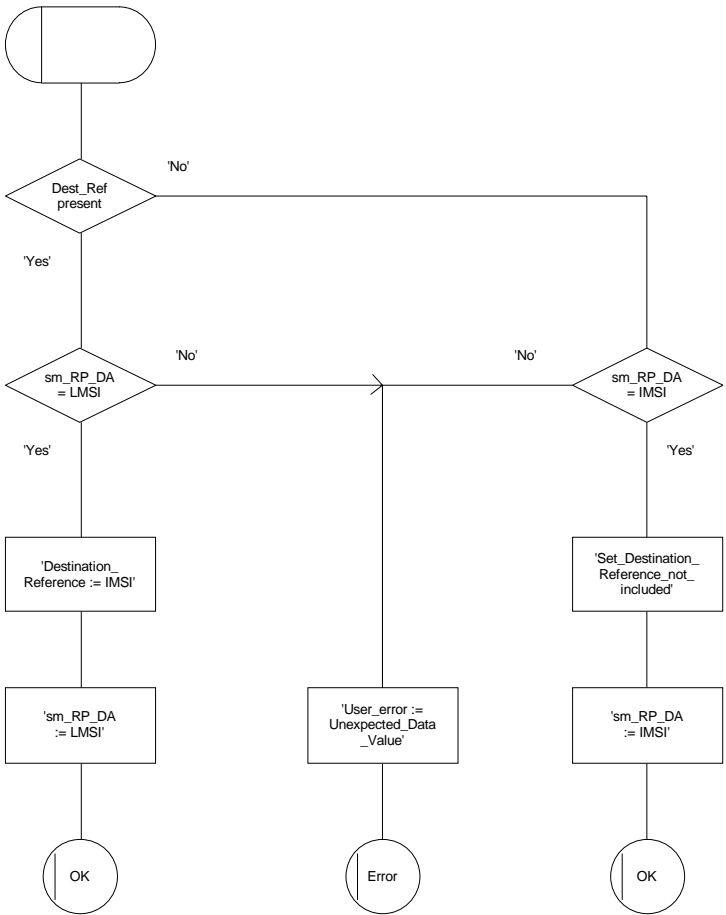 'No'
Dest_Ref
present
'Yes'
'No'
'No'
sm_RP_DA
= LMSI
sm_RP_DA
= IMSI
'Yes'
'Yes'
'Destination_
Reference := IMSI'
'Set_Destination_
Reference_not_
included'
'sm_RP_DA
:= LMSI'
'User_error :=
Unexpected_Data
_Value'
'sm_RP_DA
:= IMSI'
OK
Error
OK